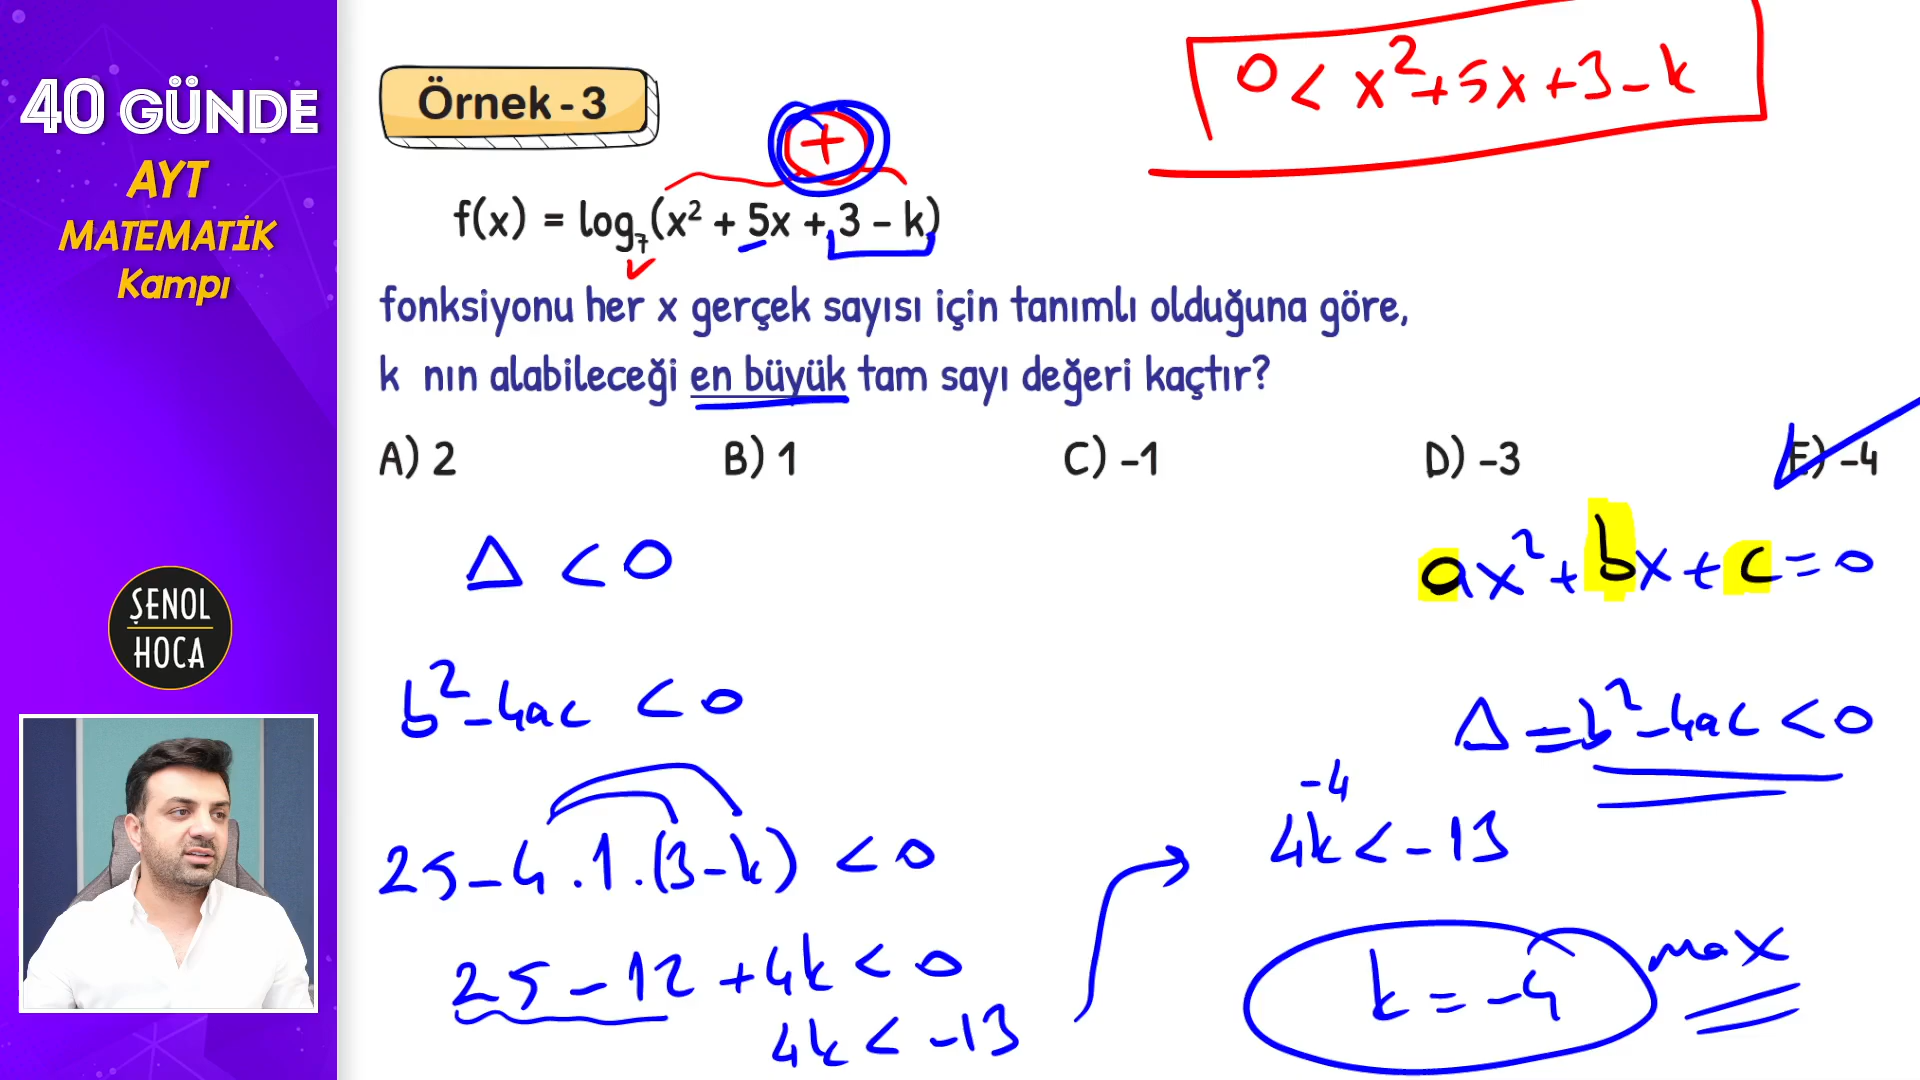 40 GÜNDE
AYT
MATEMATİK
Kampı
ŞENOL
HOCA
Örnek - 3
0 < x² + 5x + 3 - k
+
f(x) = log₇(x² + 5x + 3 - k)
fonksiyonu her x gerçek sayısı için tanımlı olduğuna göre,
k nın alabileceği en büyük tam sayı değeri kaçtır?
A) 2 B) 1 C) -1 D) -3 E) -4
Δ < 0
ax² + bx + c = 0
b² - 4ac < 0
Δ = b² - 4ac < 0
25 - 4 . 1 . (3 - k) < 0
-4
4k < -13
25 - 12 + 4k < 0
4k < -13
k = -4 max